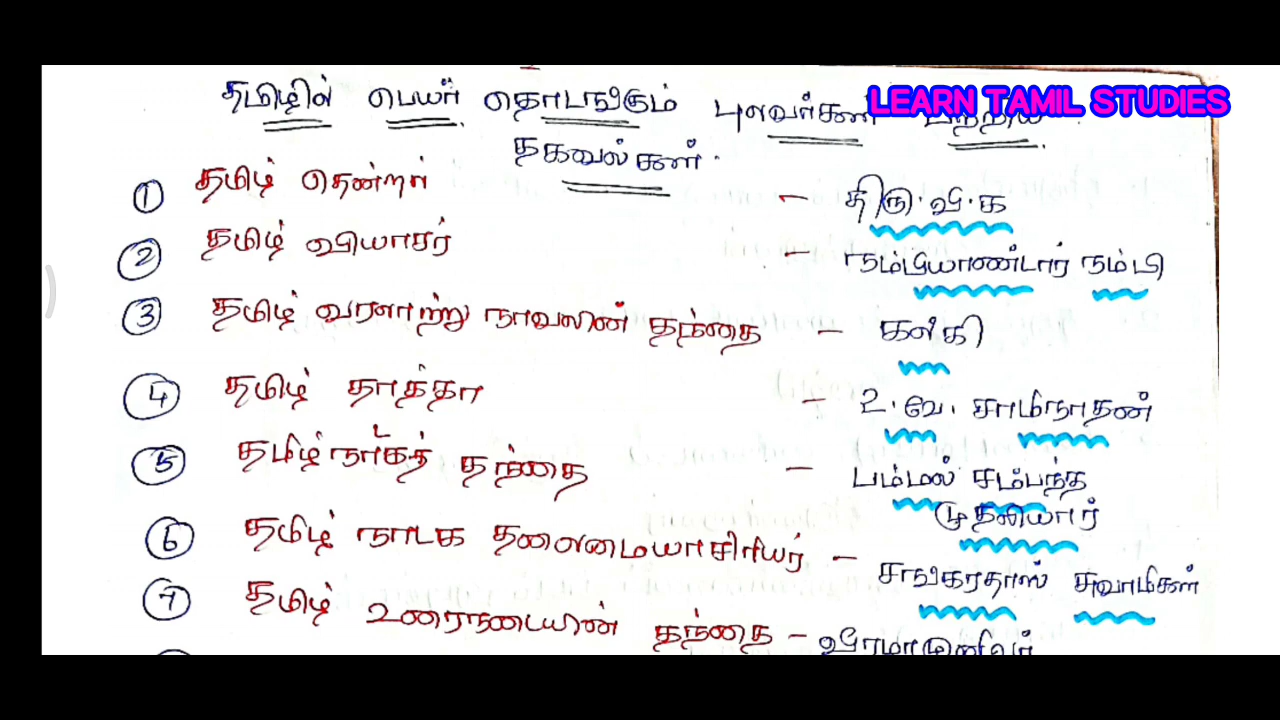 தமிழில் பெயர் தொடங்கும் புலவர்கள் பற்றிய
LEARN TAMIL STUDIES
தகவல்கள்.
1 தமிழ் தென்றல் - திரு.வி.க
2 தமிழ் வியாசர் - நம்பியாண்டார் நம்பி
3 தமிழ் வரலாற்று நாவலின் தந்தை - கல்கி
4 தமிழ் தாத்தா - உ.வே. சாமிநாதன்
5 தமிழ் நாடகத் தந்தை - பம்மல் சம்பந்த
முதலியார்
6 தமிழ் நாடக தலைமையாசிரியர் - சங்கரதாஸ் சுவாமிகள்
7 தமிழ் உரைநடையின் தந்தை - வீரமாமுனிவர்